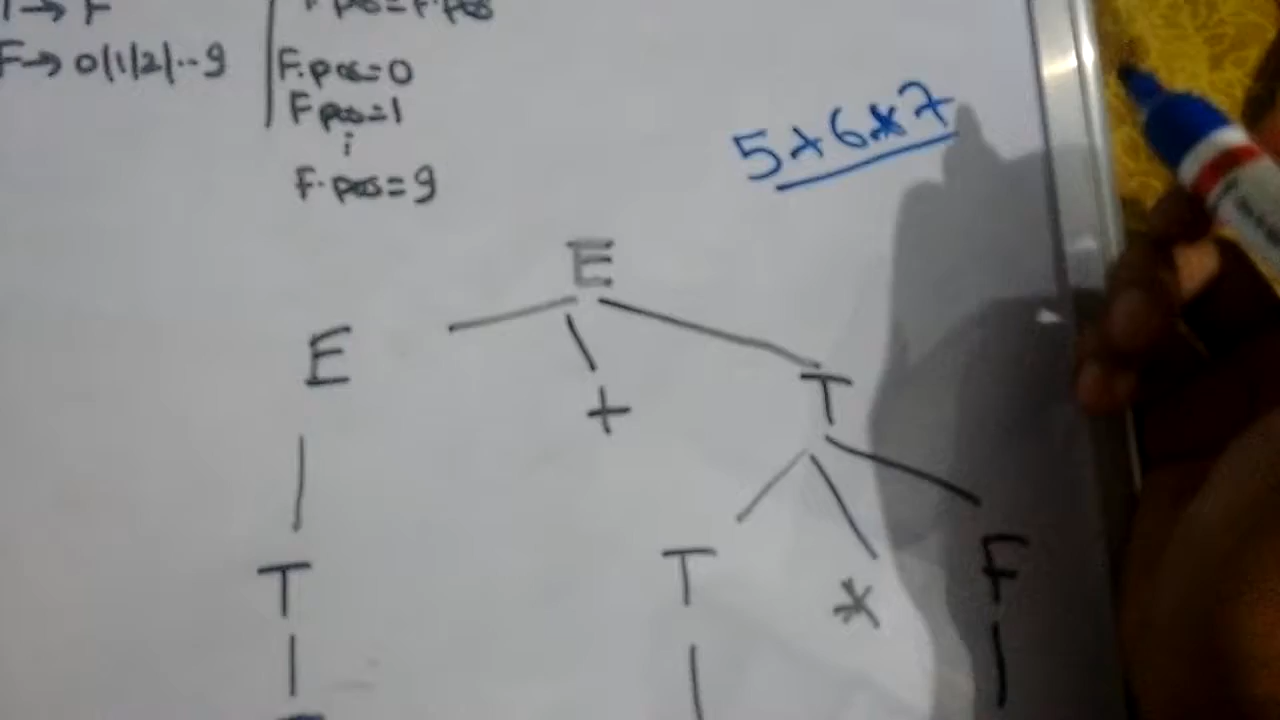 T → F
F → 0|1|2|..9
F.pos=0
F pos=1
F.pos=9
5+6*7
E
E + T
T T * F